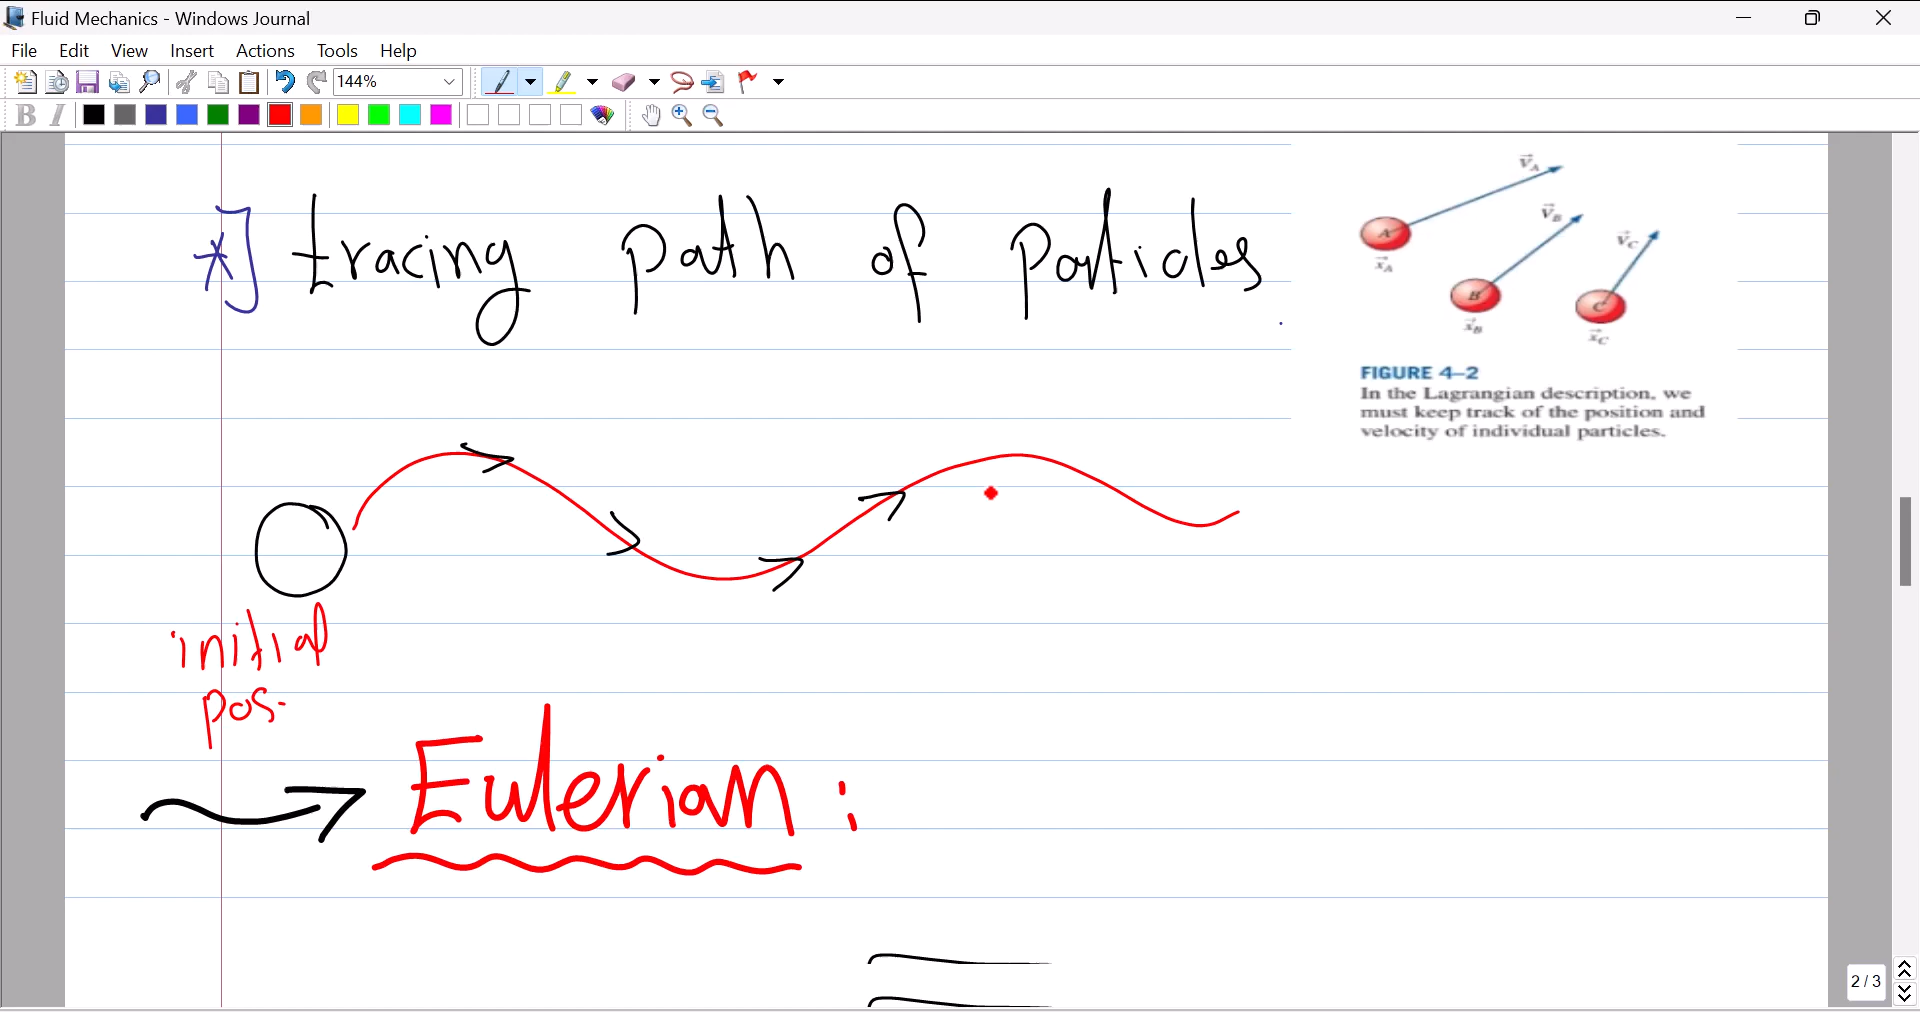 Fluid Mechanics - Windows Journal
File Edit View Insert Actions Tools Help
144%
B I
*] tracing path of Particles
V⃗A
V⃗B
V⃗C
A
x⃗A
B
x⃗B
C
x⃗C
FIGURE 4–2
In the Lagrangian description, we
must keep track of the position and
velocity of individual particles.
initial
pos.
Eulerian :
2 / 3